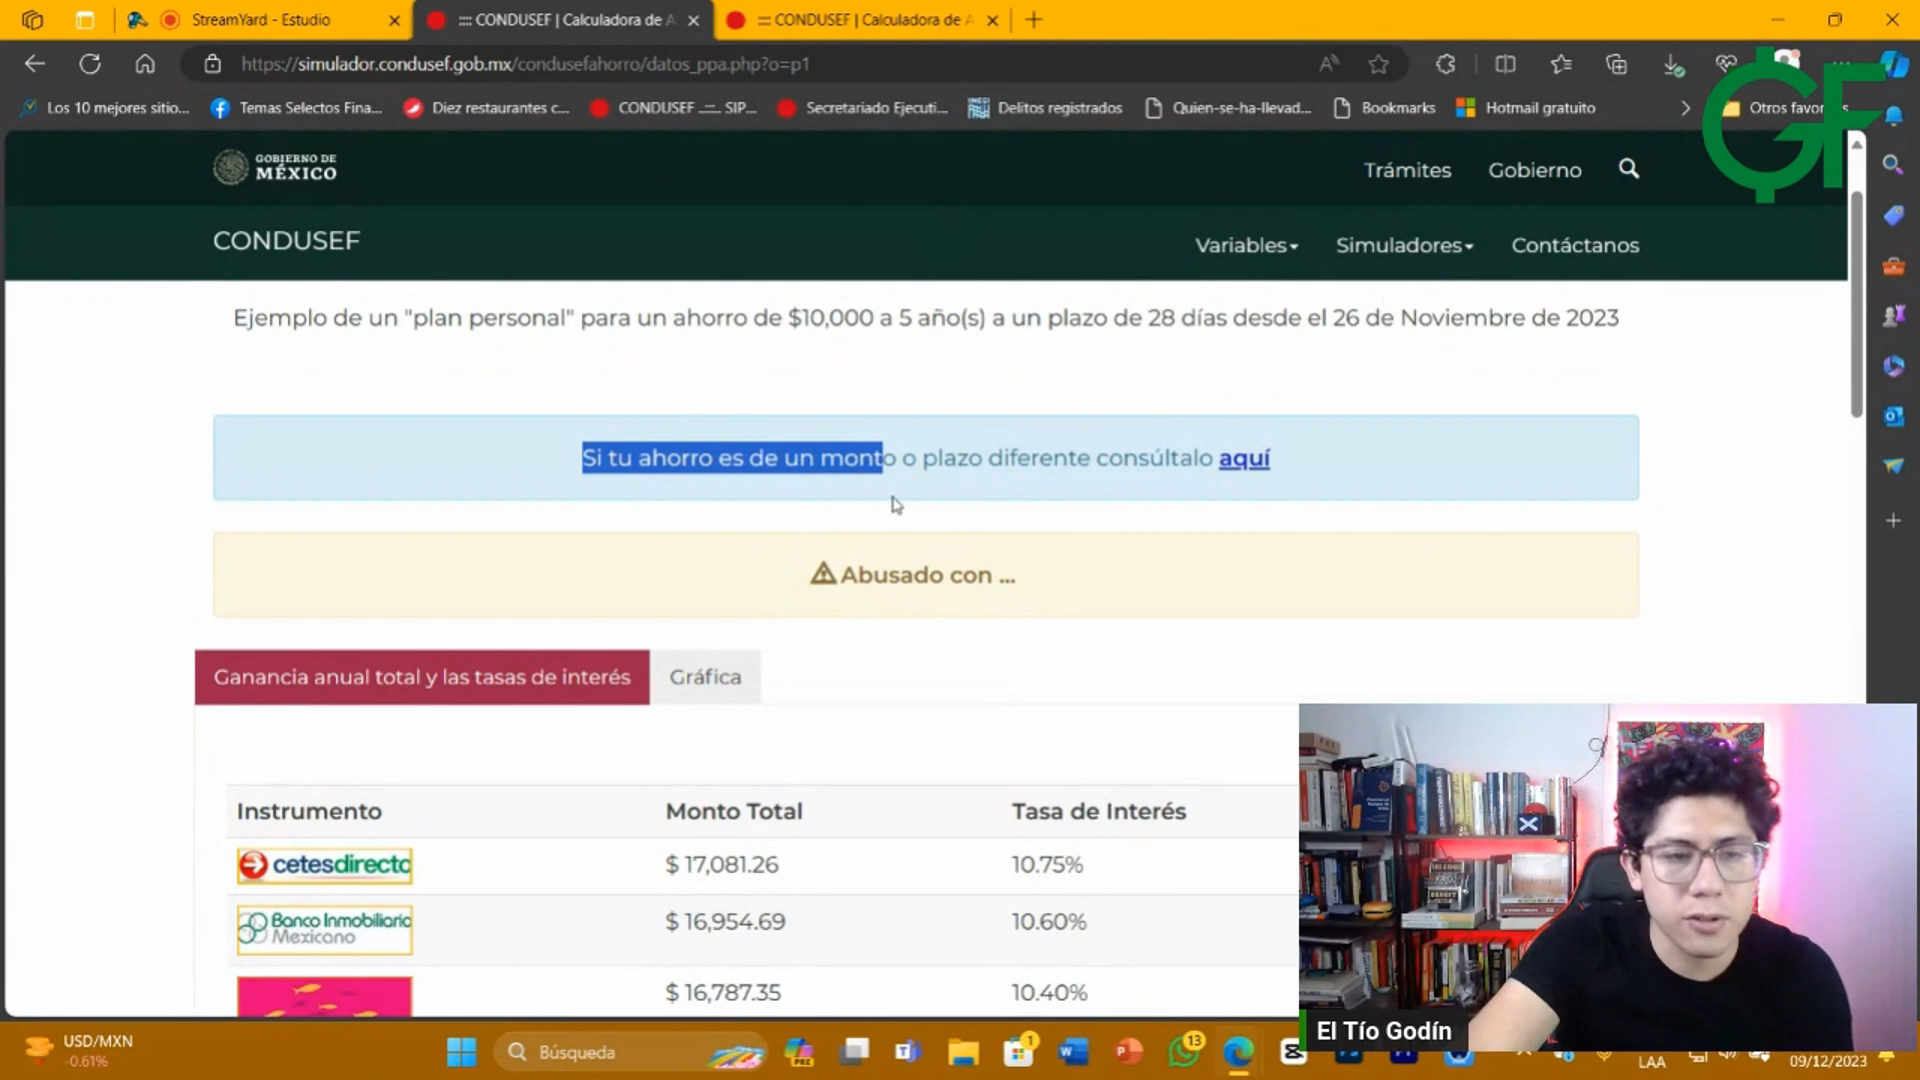 StreamYard - Estudio
:::: CONDUSEF | Calculadora de A
:: CONDUSEF | Calculadora de A
https://simulador.condusef.gob.mx/condusefahorro/datos_ppa.php?o=p1
Los 10 mejores sitio...
Temas Selectos Fina...
Diez restaurantes c...
CONDUSEF ..::.. SIP...
Secretariado Ejecuti...
Delitos registrados
Quien-se-ha-llevad...
Bookmarks
Hotmail gratuito
GF
GOBIERNO DE
MÉXICO
Trámites
Gobierno
CONDUSEF
Variables
Simuladores
Contáctanos
Ejemplo de un "plan personal" para un ahorro de $10,000 a 5 año(s) a un plazo de 28 días desde el 26 de Noviembre de 2023
Si tu ahorro es de un monto o plazo diferente consúltalo aquí
Abusado con ...
Ganancia anual total y las tasas de interés
Gráfica
Instrumento Monto Total Tasa de Interés
cetesdirecto $ 17,081.26 10.75%
Banco Inmobiliario
Mexicano
$ 16,954.69 10.60%
$ 16,787.35 10.40%
El Tío Godín
USD/MXN
-0.61%
Búsqueda
PRE
1
13
LAA
09/12/2023